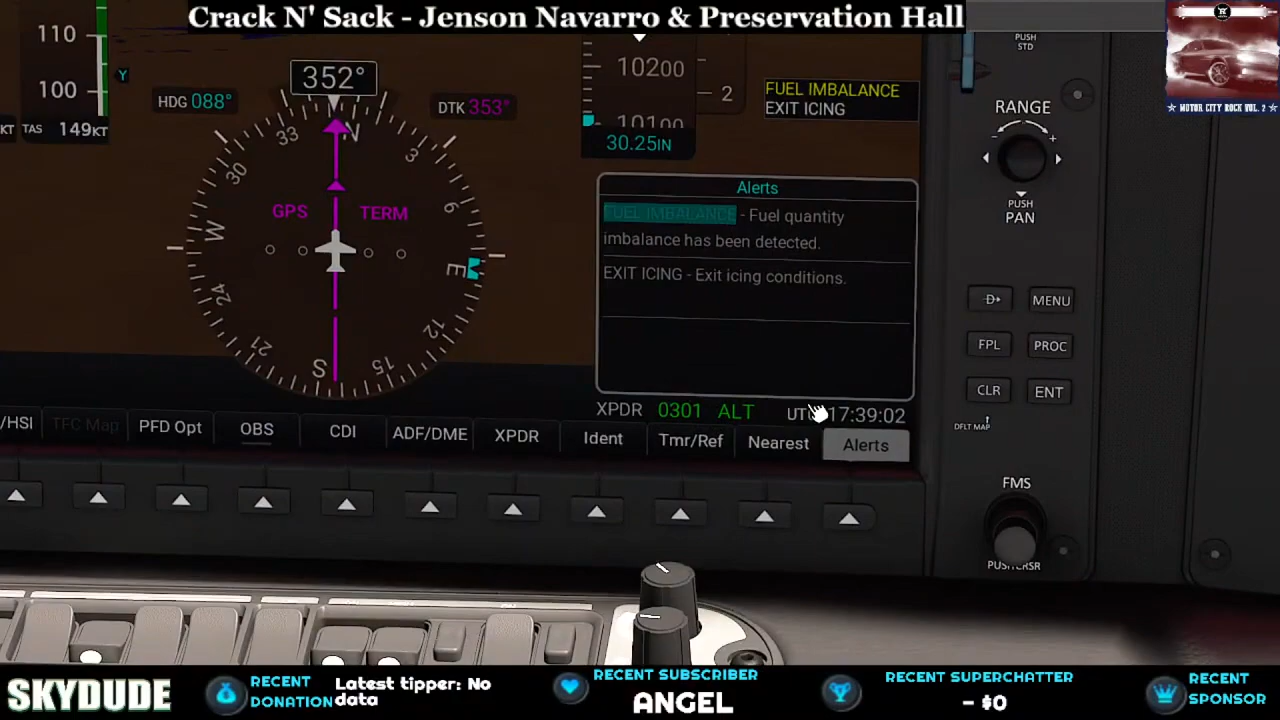 Crack N' Sack - Jenson Navarro & Preservation Hall
★ MOTOR CITY ROCK VOL. 2 ★
110
100
Y
KT
TAS 149KT
HDG 088°
352°
DTK 353°
N
33
3
30
6
W
E
24
12
21
15
S
GPS
TERM
10200
10100
2
30.25IN
FUEL IMBALANCE
EXIT ICING
Alerts
FUEL IMBALANCE - Fuel quantity
imbalance has been detected.
EXIT ICING - Exit icing conditions.
XPDR 0301 ALT
17:39:02
/HSI
TFC Map
PFD Opt
OBS
CDI
ADF/DME
XPDR
Ident
Tmr/Ref
Nearest
Alerts
PUSH
STD
RANGE
- +
PUSH
PAN
D
MENU
FPL
PROC
CLR
ENT
DFLT MAP
FMS
SKYDUDE
RECENT
DONATION
Latest tipper: No
data
RECENT SUBSCRIBER
ANGEL
RECENT SUPERCHATTER
- $0
RECENT
SPONSOR